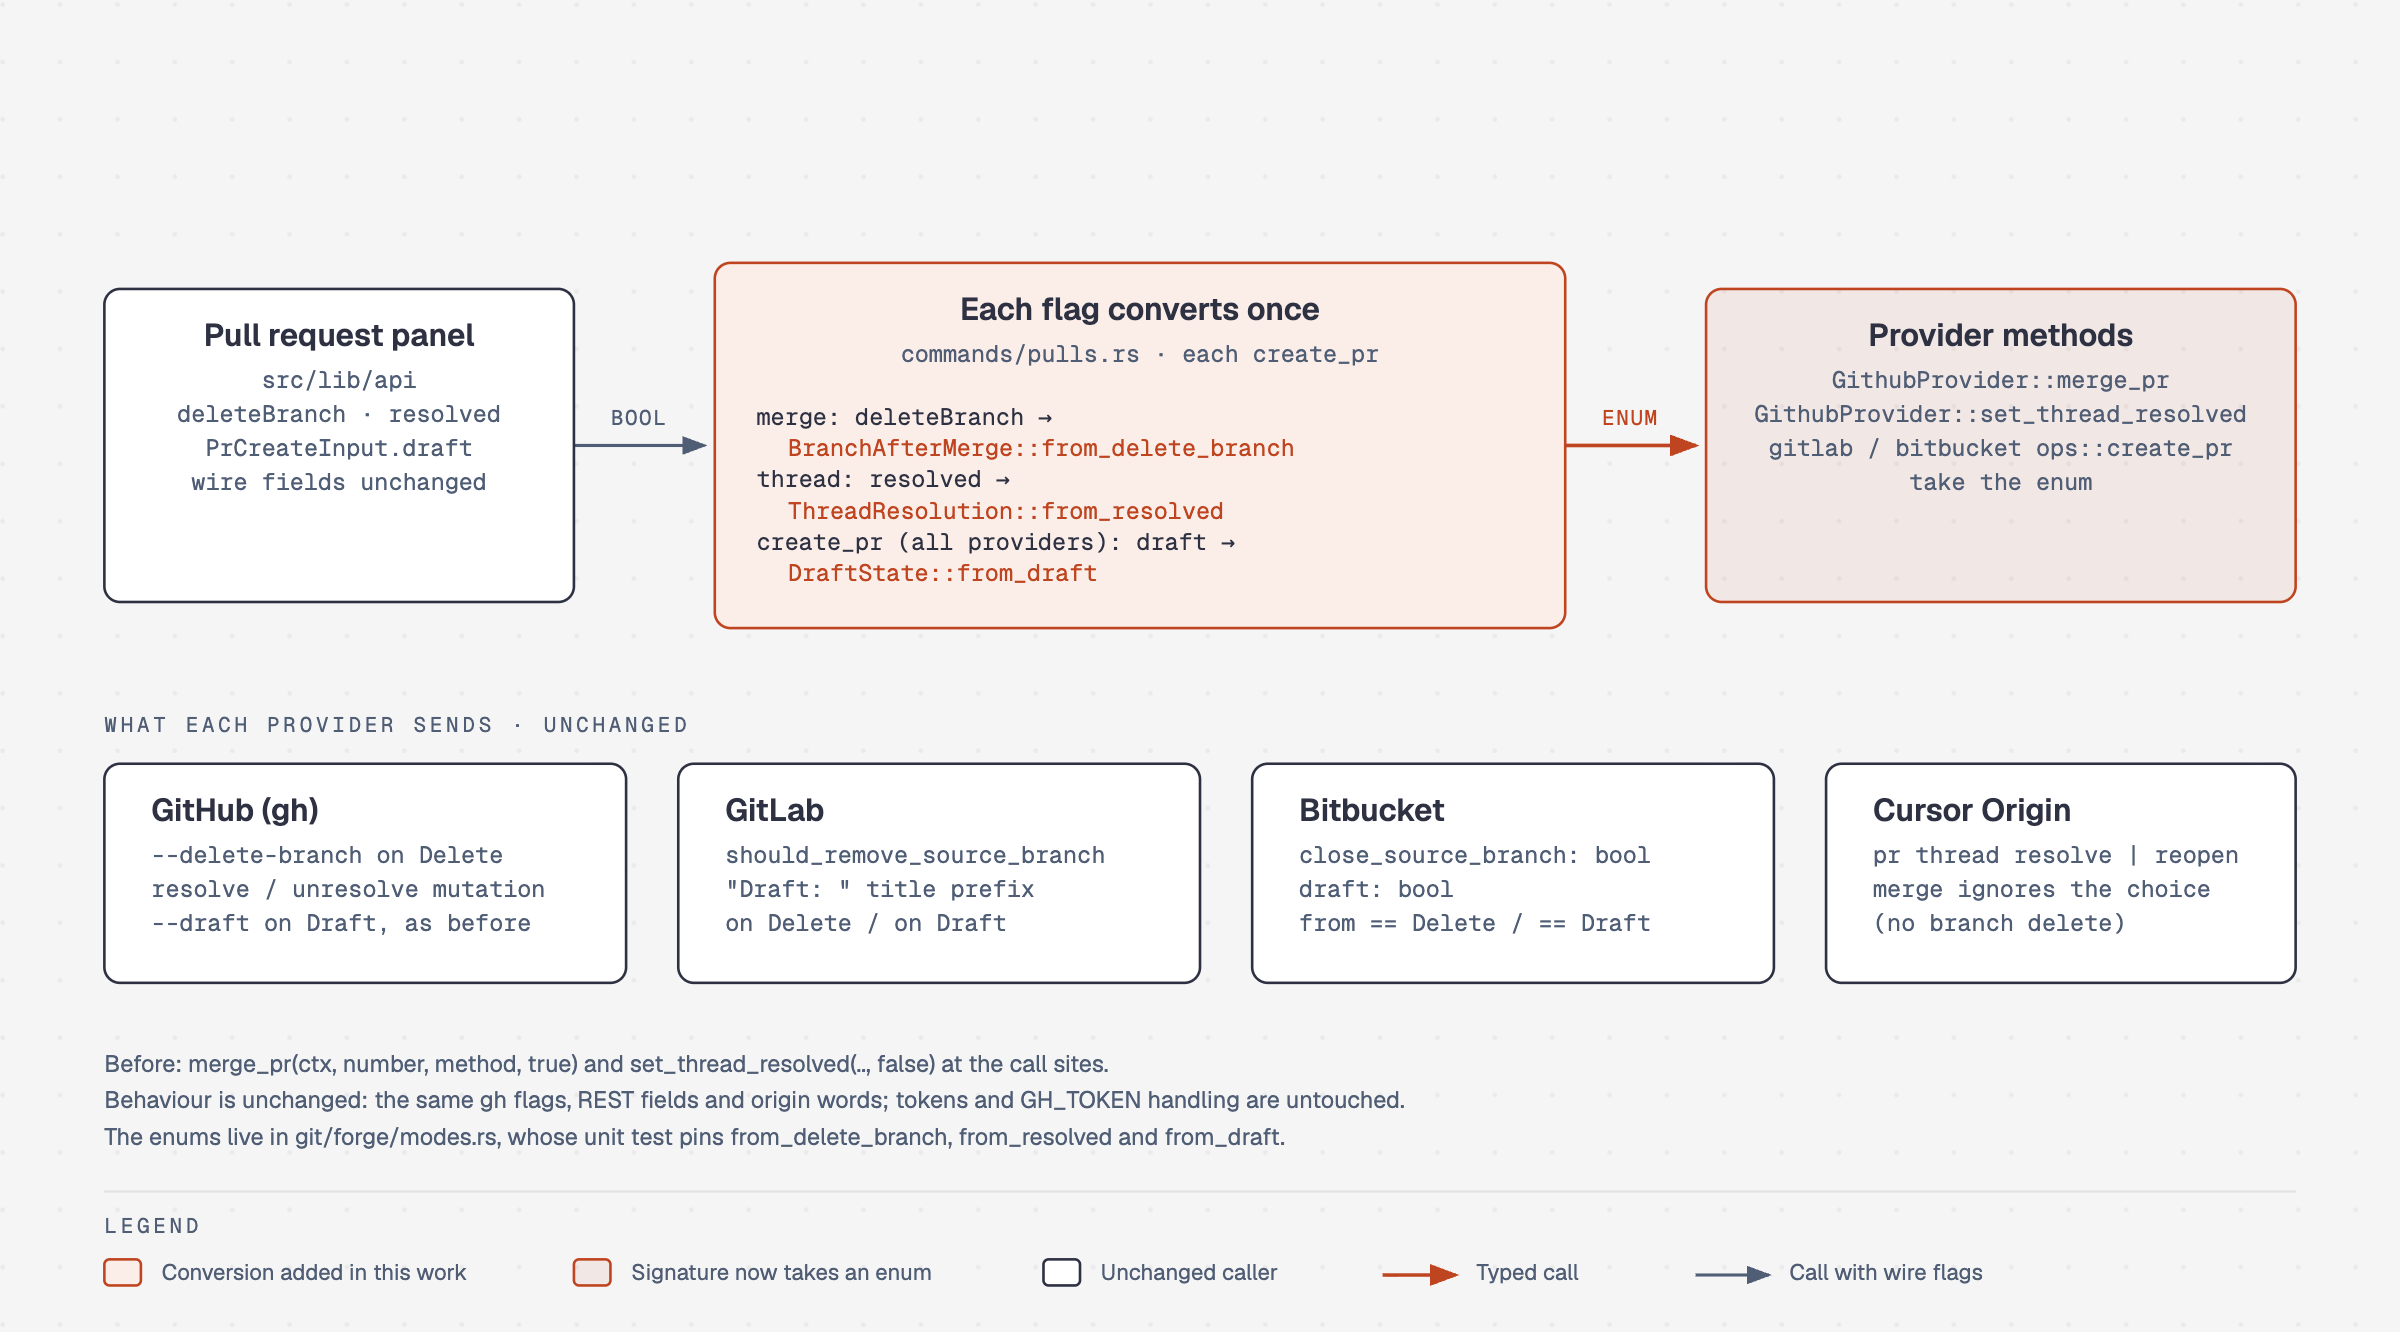 Pull request panel
src/lib/api
deleteBranch · resolved
PrCreateInput.draft
wire fields unchanged
BOOL
Each flag converts once
commands/pulls.rs · each create_pr
merge: deleteBranch →
BranchAfterMerge::from_delete_branch
thread: resolved →
ThreadResolution::from_resolved
create_pr (all providers): draft →
DraftState::from_draft
ENUM
Provider methods
GithubProvider::merge_pr
GithubProvider::set_thread_resolved
gitlab / bitbucket ops::create_pr
take the enum
WHAT EACH PROVIDER SENDS · UNCHANGED
GitHub (gh)
--delete-branch on Delete
resolve / unresolve mutation
--draft on Draft, as before
GitLab
should_remove_source_branch
"Draft: " title prefix
on Delete / on Draft
Bitbucket
close_source_branch: bool
draft: bool
from == Delete / == Draft
Cursor Origin
pr thread resolve | reopen
merge ignores the choice
(no branch delete)
Before: merge_pr(ctx, number, method, true) and set_thread_resolved(.., false) at the call sites.
Behaviour is unchanged: the same gh flags, REST fields and origin words; tokens and GH_TOKEN handling are untouched.
The enums live in git/forge/modes.rs, whose unit test pins from_delete_branch, from_resolved and from_draft.
LEGEND
Conversion added in this work
Signature now takes an enum
Unchanged caller
Typed call
Call with wire flags